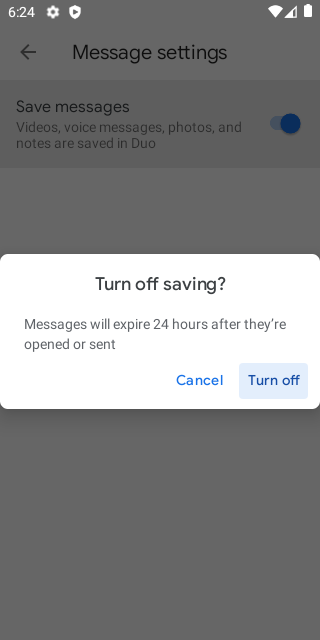 6:24
Message settings
Save messages
Videos, voice messages, photos, and
notes are saved in Duo
Turn off saving?
Messages will expire 24 hours after they’re
opened or sent
Cancel
Turn off